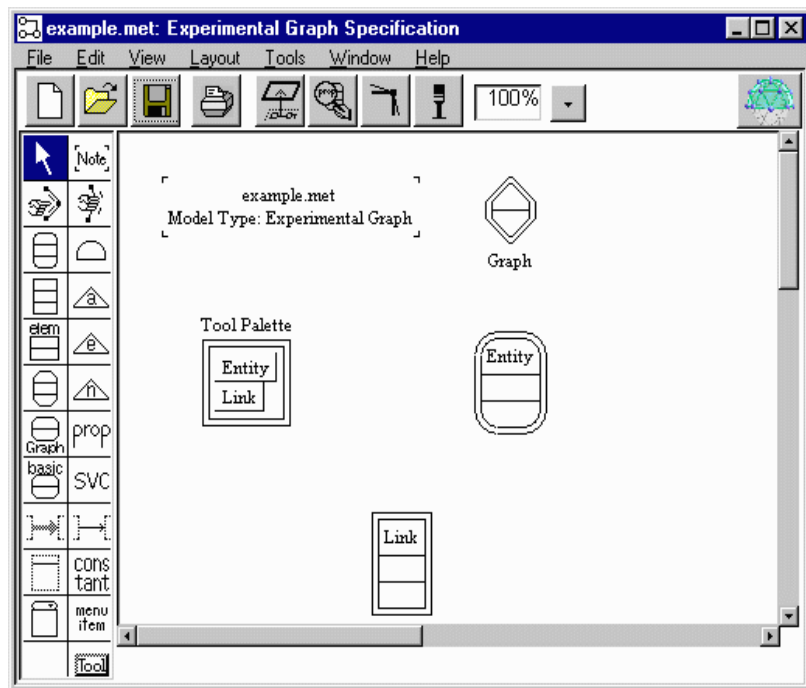 example.met: Experimental Graph Specification
File Edit View Layout Tools Window Help
prop
100%
Note
example.met
Model Type: Experimental Graph
Graph
a
elem
e
Tool Palette
Entity
Link
Entity
n
Graph
prop
basic
SVC
Link
cons
tant
menu
item
Tool